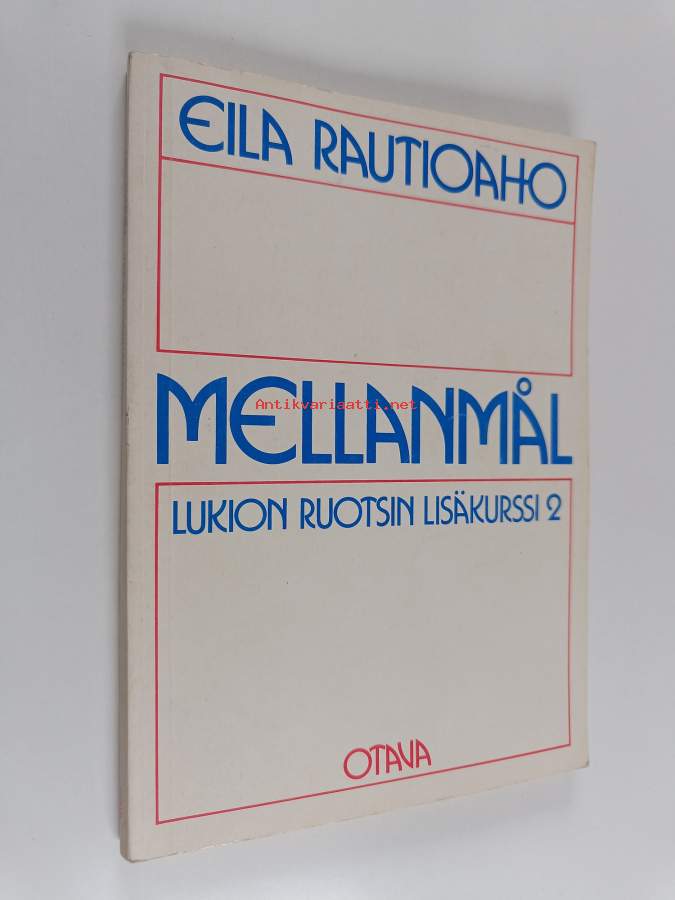 EILA RAUTIOAHO
MELLANMÅL
Antikvariaatti.net
LUKION RUOTSIN LISÄKURSSI 2
OTAVA